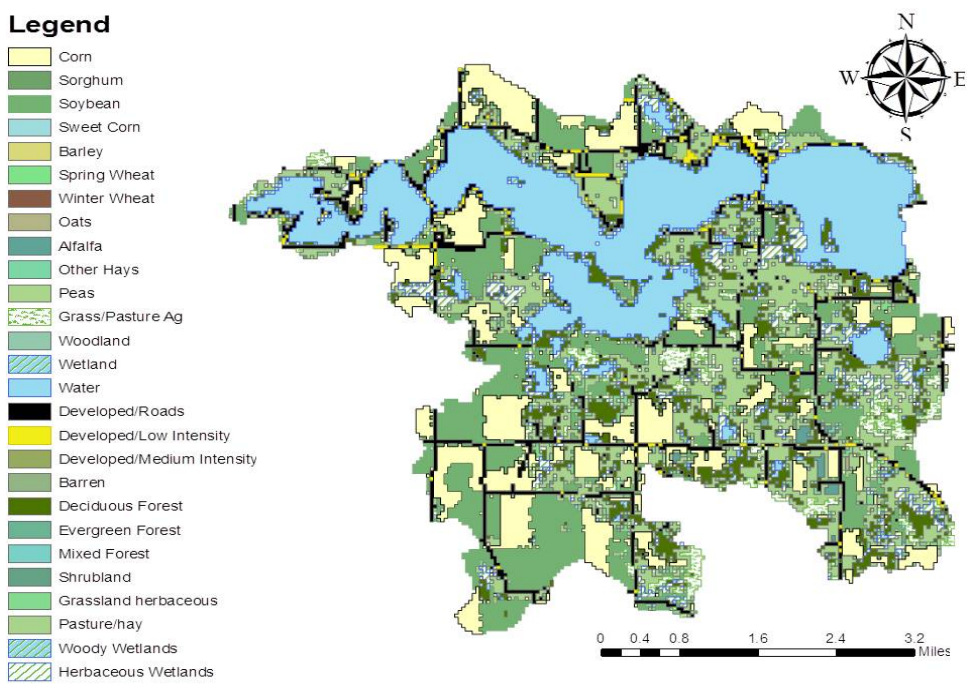 Legend
Corn
Sorghum
Soybean
Sweet Corn
Barley
Spring Wheat
Winter Wheat
Oats
Alfalfa
Other Hays
Peas
Grass/Pasture Ag
Woodland
Wetland
Water
Developed/Roads
Developed/Low Intensity
Developed/Medium Intensity
Barren
Deciduous Forest
Evergreen Forest
Mixed Forest
Shrubland
Grassland herbaceous
Pasture/hay
Woody Wetlands
Herbaceous Wetlands
N
W E
S
0 0.4 0.8 1.6 2.4 3.2
Miles